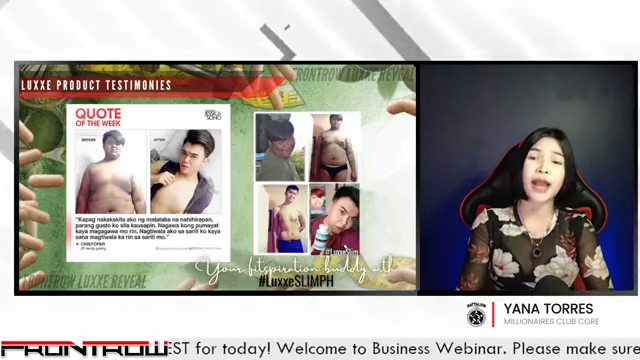 FRONTROW LUXXE REVEAL
LUXXE PRODUCT TESTIMONIES
QUOTE
OF THE WEEK
BEFORE
AFTER
"Kapag nakakakita ako ng matataba na nahihirapan,
parang gusto ko sila kausapin. Nagawa kong pumayat
kaya magagawa mo rin. Nagtiwala ako sa sarili ko kaya
sana magtiwala ka rin sa sarili mo."
#LuxxeSlim
FRONTROW LUXXE REVEAL
Your fitspiration buddy with
#LuxxeSLIMPH
BATTALION
YANA TORRES
MILLIONAIRES CLUB CORE
FRONTROW
EST for today! Welcome to Business Webinar. Please make sure